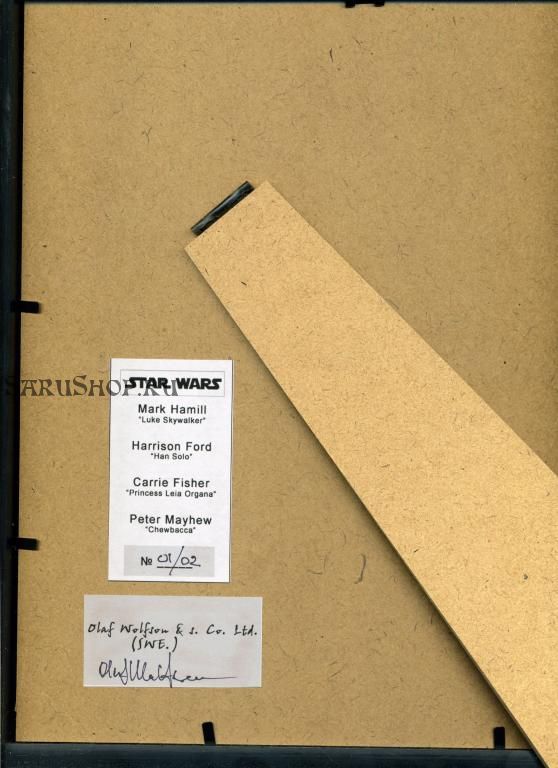 SARUSHOP.RU
STAR WARS
Mark Hamill
"Luke Skywalker"
Harrison Ford
"Han Solo"
Carrie Fisher
"Princess Leia Organa"
Peter Mayhew
"Chewbacca"
№ 01/02
Olaf Wolfson & s. Co. Ltd.
(SWE.)